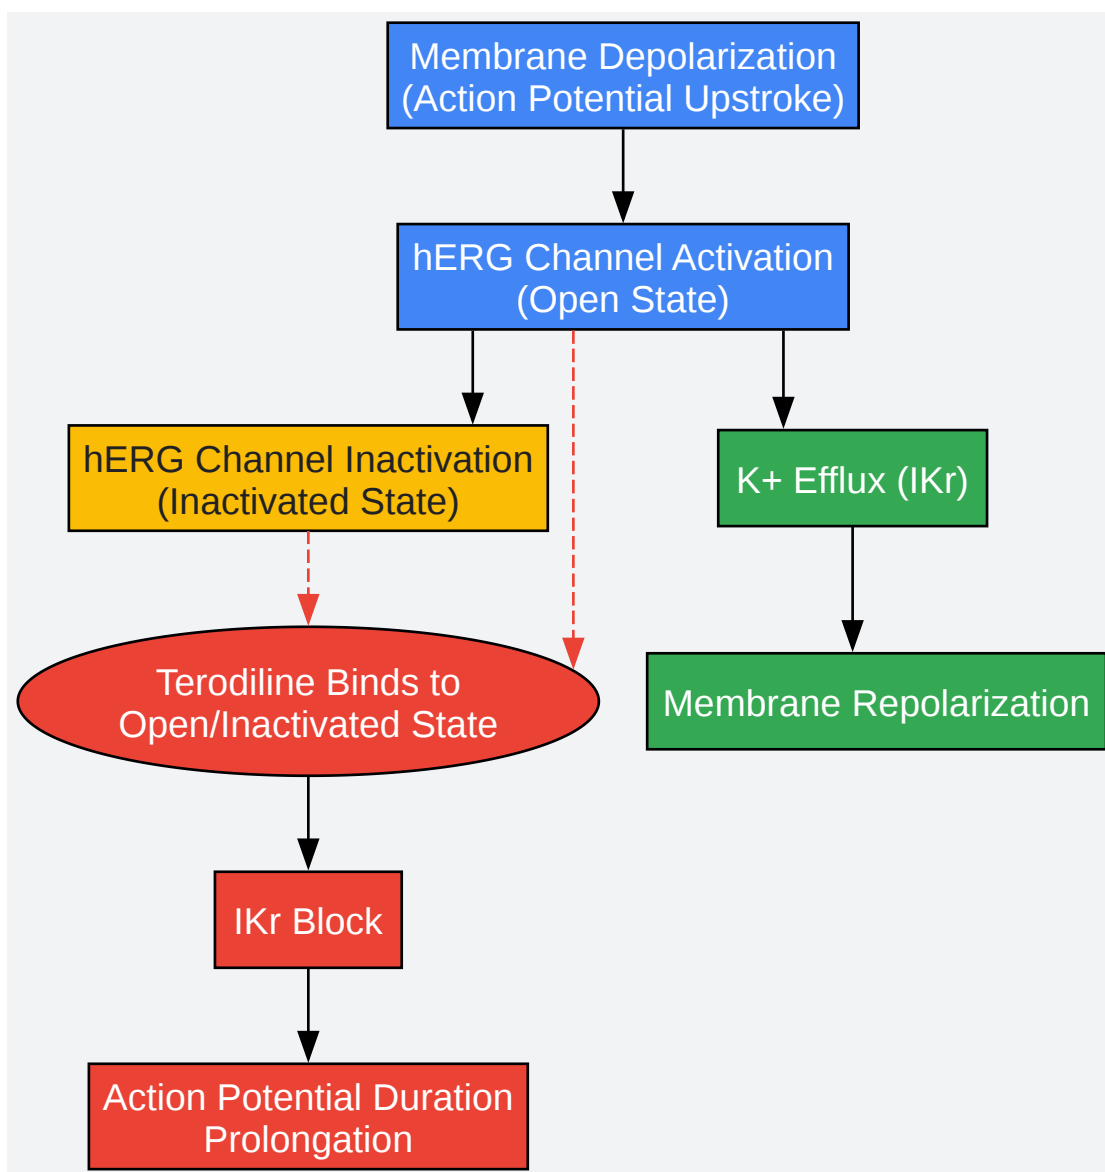 Membrane Depolarization
(Action Potential Upstroke)
hERG Channel Activation
(Open State)
hERG Channel Inactivation
(Inactivated State)
K+ Efflux (IKr)
Terodiline Binds to
Open/Inactivated State
Membrane Repolarization
IKr Block
Action Potential Duration
Prolongation